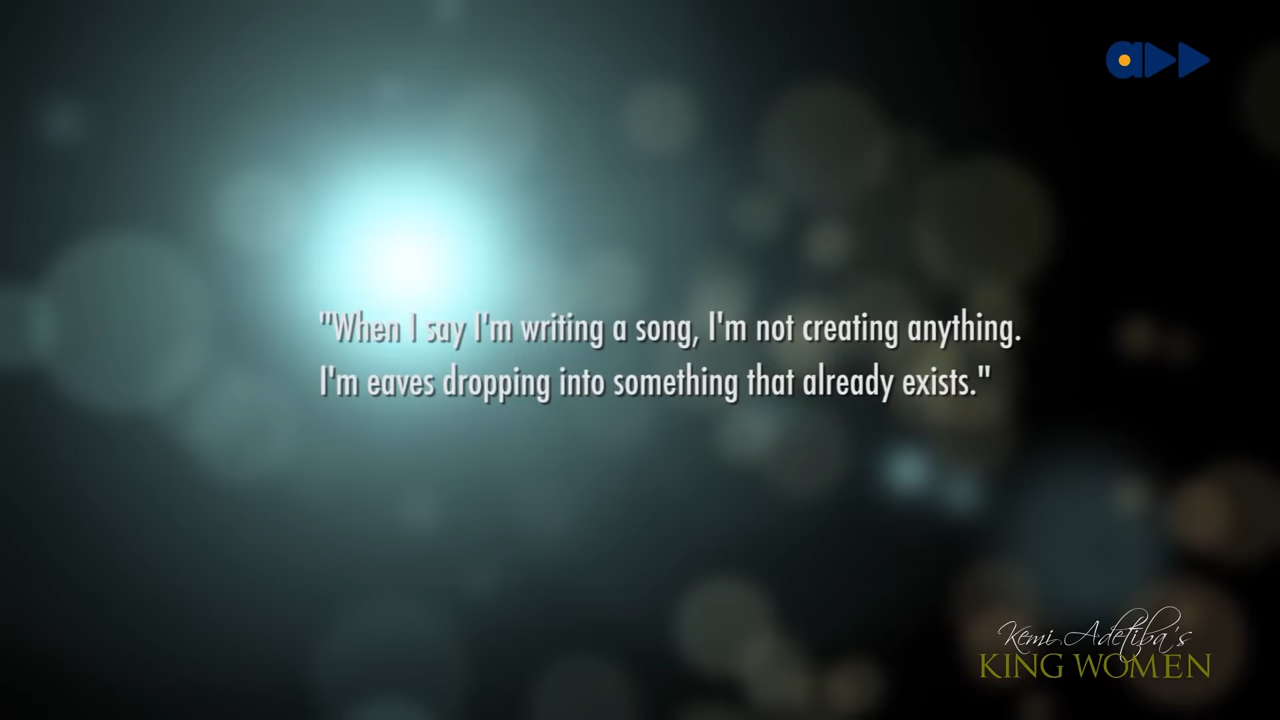 "When I say I'm writing a song, I'm not creating anything.
I'm eaves dropping into something that already exists."
Kemi Adetiba's
KING WOMEN